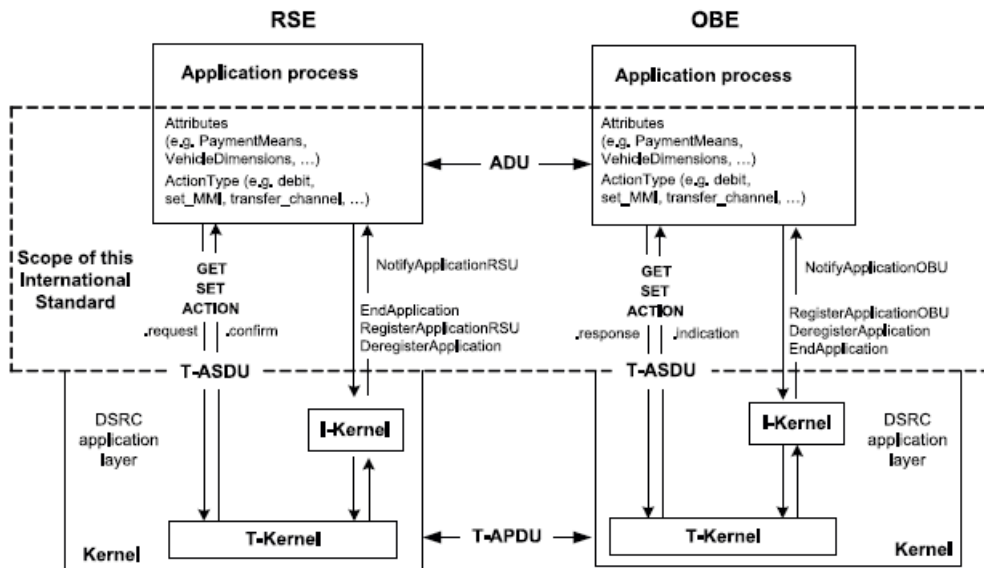 RSE
OBE
Application process
Attributes
(e.g. PaymentMeans,
VehicleDimensions, ...)
ActionType (e.g. debit,
set_MMI, transfer_channel, ...)
ADU
Application process
Attributes
(e.g. PaymentMeans,
VehicleDimensions, ...)
ActionType (e.g. debit,
set_MMI, transfer_channel, ...)
Scope of this
International
Standard
GET
SET
ACTION
.request
.confirm
T-ASDU
NotifyApplicationRSU
EndApplication
RegisterApplicationRSU
DeregisterApplication
GET
SET
ACTION
.response
.indication
T-ASDU
NotifyApplicationOBU
RegisterApplicationOBU
DeregisterApplication
EndApplication
DSRC
application
layer
I-Kernel
T-Kernel
Kernel
T-APDU
I-Kernel
DSRC
application
layer
T-Kernel
Kernel